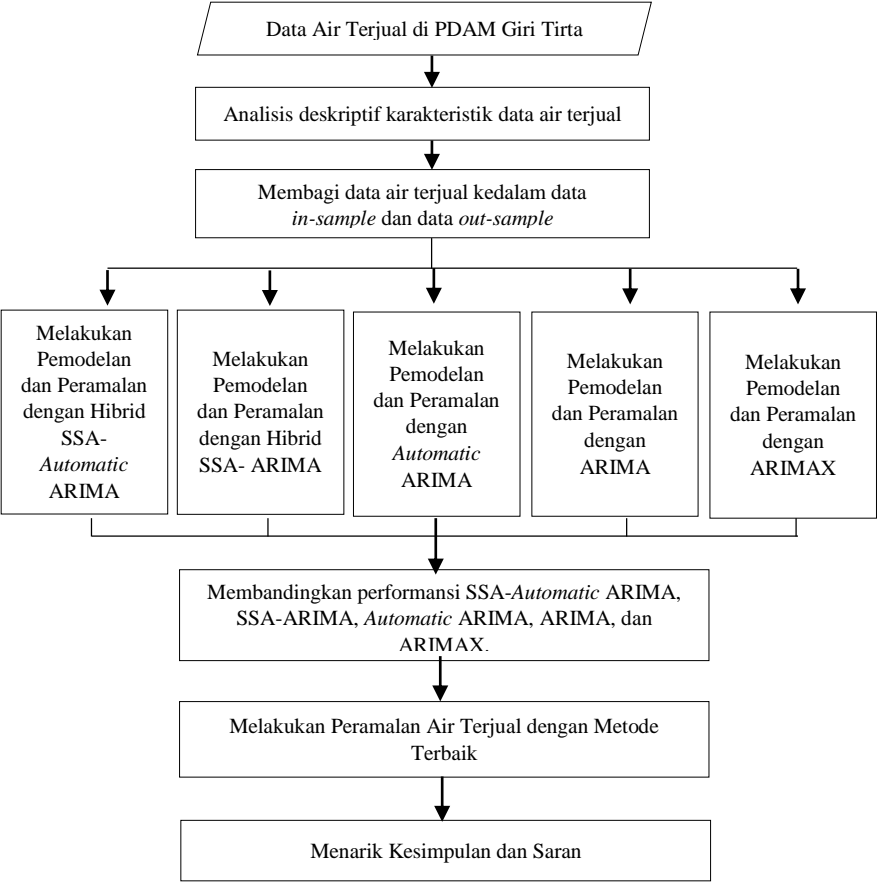 Data Air Terjual di PDAM Giri Tirta
Analisis deskriptif karakteristik data air terjual
Membagi data air terjual kedalam data
in-sample dan data out-sample
Melakukan
Pemodelan
dan Peramalan
dengan Hibrid
SSA-
Automatic
ARIMA
Melakukan
Pemodelan
dan Peramalan
dengan Hibrid
SSA- ARIMA
Melakukan
Pemodelan
dan Peramalan
dengan
Automatic
ARIMA
Melakukan
Pemodelan
dan Peramalan
dengan
ARIMA
Melakukan
Pemodelan
dan Peramalan
dengan
ARIMAX
Membandingkan performansi SSA-Automatic ARIMA,
SSA-ARIMA, Automatic ARIMA, ARIMA, dan
ARIMAX.
Melakukan Peramalan Air Terjual dengan Metode
Terbaik
Menarik Kesimpulan dan Saran